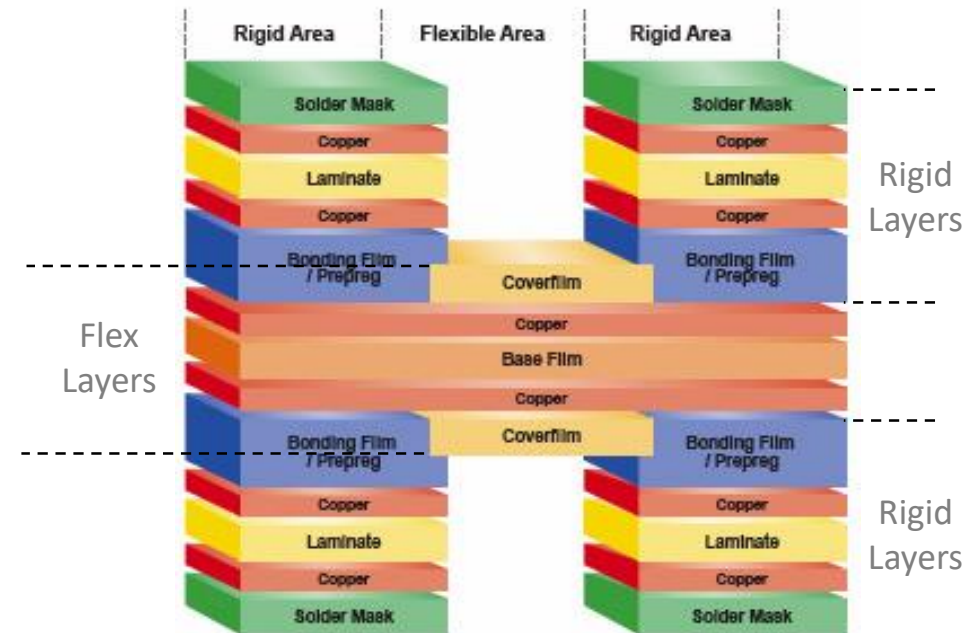 Rigid Area
Flexible Area
Rigid Area
Solder Mask
Solder Mask
Copper
Copper
Laminate
Laminate
Rigid
Layers
Copper
Copper
Bonding Film
/ Prepreg
Coverfilm
Bonding Film
/ Prepreg
Flex
Layers
Copper
Base Film
Copper
Bonding Film
/ Prepreg
Coverfilm
Bonding Film
/ Prepreg
Copper
Copper
Rigid
Layers
Laminate
Laminate
Copper
Copper
Solder Mask
Solder Mask